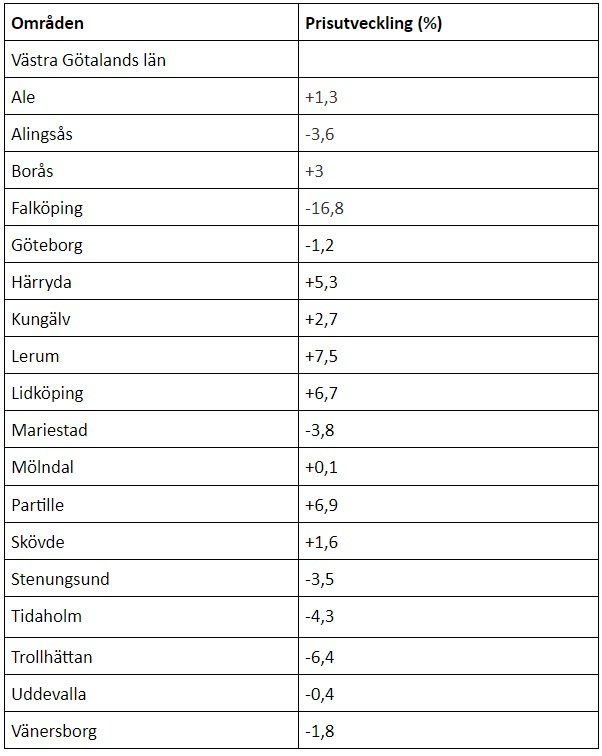 Områden Prisutveckling (%)
Västra Götalands län
Ale +1,3
Alingsås -3,6
Borås +3
Falköping -16,8
Göteborg -1,2
Härryda +5,3
Kungälv +2,7
Lerum +7,5
Lidköping +6,7
Mariestad -3,8
Mölndal +0,1
Partille +6,9
Skövde +1,6
Stenungsund -3,5
Tidaholm -4,3
Trollhättan -6,4
Uddevalla -0,4
Vänersborg -1,8